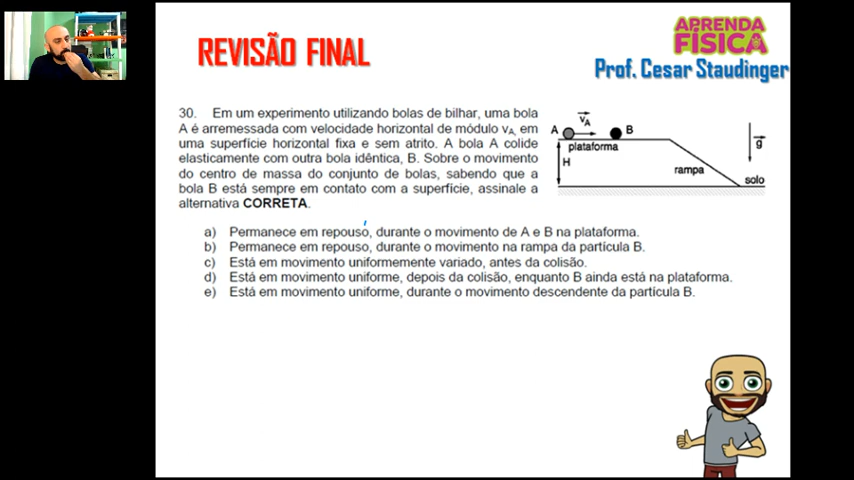 REVISÃO FINAL
APRENDA
FÍSICA
Prof. Cesar Staudinger
30. Em um experimento utilizando bolas de bilhar, uma bola
A é arremessada com velocidade horizontal de módulo vA, em
uma superfície horizontal fixa e sem atrito. A bola A colide
elasticamente com outra bola idêntica, B. Sobre o movimento
do centro de massa do conjunto de bolas, sabendo que a
bola B está sempre em contato com a superfície, assinale a
alternativa CORRETA.
vA
A
B
plataforma
H
rampa
g
solo
a) Permanece em repouso, durante o movimento de A e B na plataforma.
b) Permanece em repouso, durante o movimento na rampa da partícula B.
c) Está em movimento uniformemente variado, antes da colisão.
d) Está em movimento uniforme, depois da colisão, enquanto B ainda está na plataforma.
e) Está em movimento uniforme, durante o movimento descendente da partícula B.